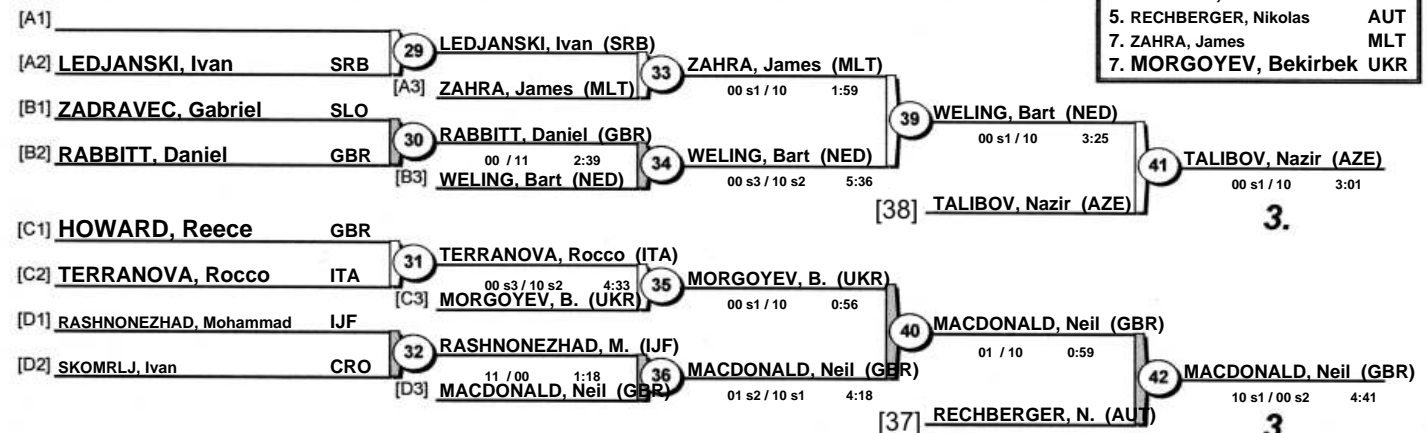 5. RECHBERGER, Nikolas AUT
7. ZAHRA, James MLT
7. MORGOYEV, Bekirbek UKR
[A1]
[A2] LEDJANSKI, Ivan SRB
29
LEDJANSKI, Ivan (SRB)
[A3] ZAHRA, James (MLT)
33
ZAHRA, James (MLT)
00 s1 / 10 1:59
[B1] ZADRAVEC, Gabriel SLO
[B2] RABBITT, Daniel GBR
30
RABBITT, Daniel (GBR)
00 / 11 2:39
[B3] WELING, Bart (NED)
34
WELING, Bart (NED)
00 s3 / 10 s2 5:36
39
WELING, Bart (NED)
00 s1 / 10 3:25
[38] TALIBOV, Nazir (AZE)
41
TALIBOV, Nazir (AZE)
00 s1 / 10 3:01
3.
[C1] HOWARD, Reece GBR
[C2] TERRANOVA, Rocco ITA
31
TERRANOVA, Rocco (ITA)
00 s3 / 10 s2 4:33
[C3] MORGOYEV, B. (UKR)
35
MORGOYEV, B. (UKR)
00 s1 / 10 0:56
[D1] RASHNONEZHAD, Mohammad IJF
[D2] SKOMRLJ, Ivan CRO
32
RASHNONEZHAD, M. (IJF)
11 / 00 1:18
[D3] MACDONALD, Neil (GBR)
36
MACDONALD, Neil (GBR)
01 s2 / 10 s1 4:18
40
MACDONALD, Neil (GBR)
01 / 10 0:59
[37] RECHBERGER, N. (AUT)
42
MACDONALD, Neil (GBR)
10 s1 / 00 s2 4:41
3